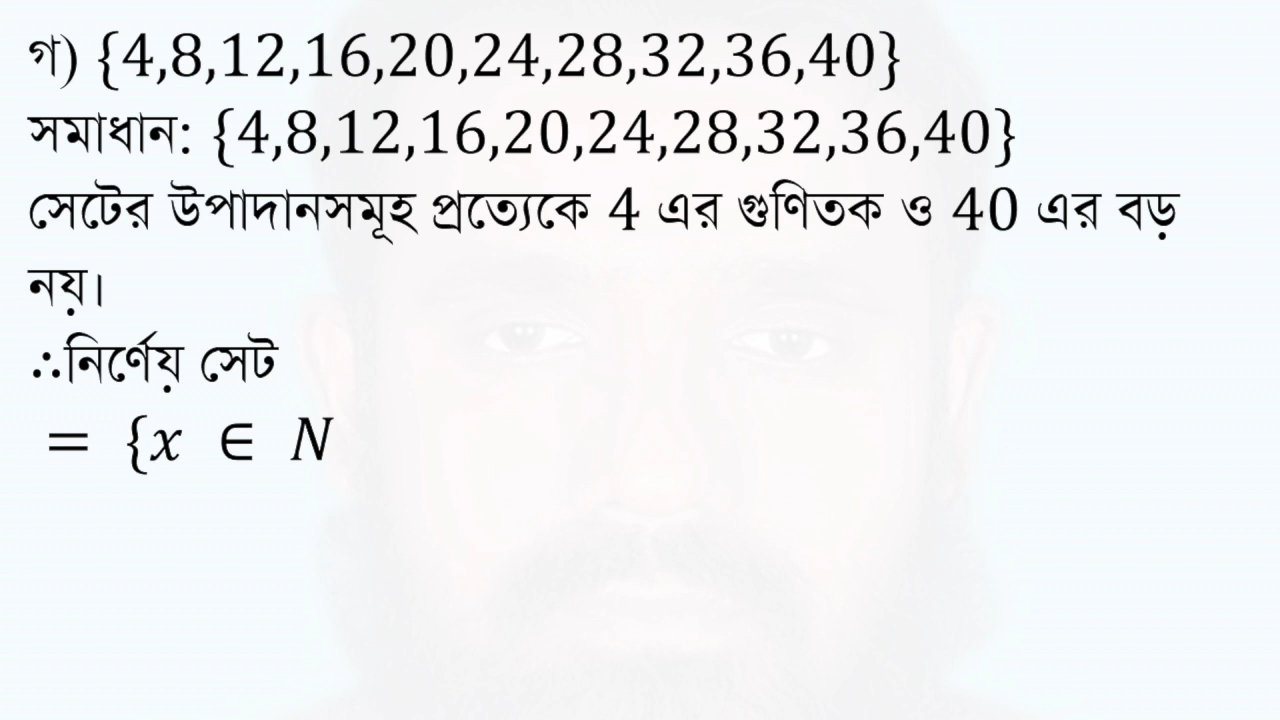 গ) {4,8,12,16,20,24,28,32,36,40}
সমাধান: {4,8,12,16,20,24,28,32,36,40}
সেটের উপাদানসমূহ প্রত্যেকে 4 এর গুণিতক ও 40 এর বড়
নয়।
∴নির্ণেয় সেট
= {x ∈ N